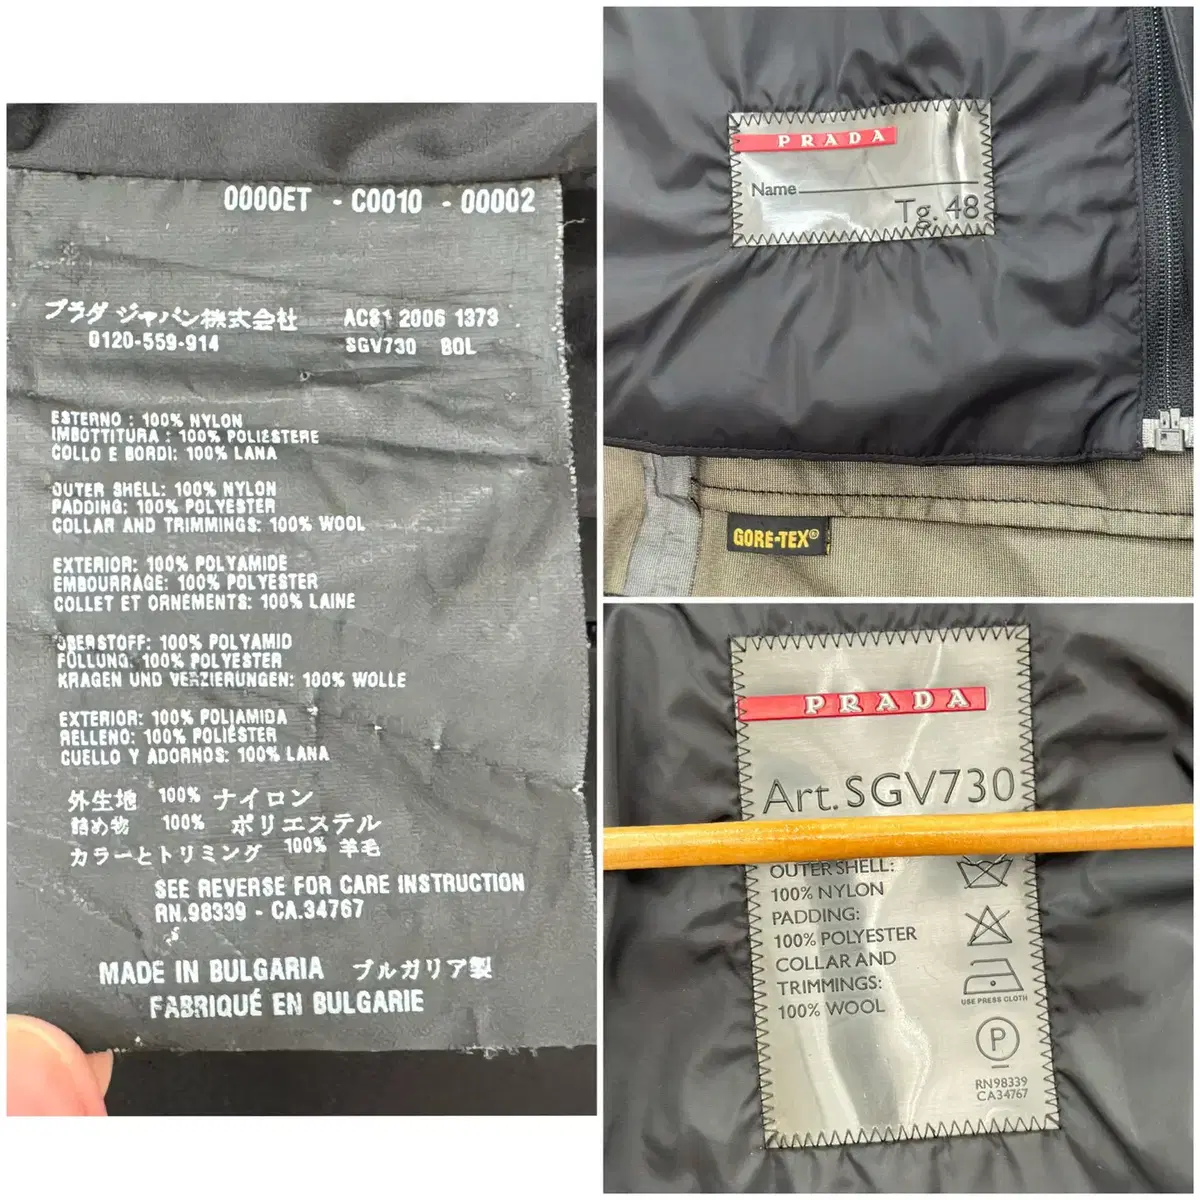 0000ET - C0010 - 00002
プラダ ジャパン株式会社 AC81 2006 1373
0120-559-914 SGV730 BOL
ESTERNO : 100% NYLON
IMBOTTITURA : 100% POLIESTERE
COLLO E BORDI: 100% LANA
OUTER SHELL: 100% NYLON
PADDING: 100% POLYESTER
COLLAR AND TRIMMINGS: 100% WOOL
EXTERIOR: 100% POLYAMIDE
EMBOURRAGE: 100% POLYESTER
COLLET ET ORNEMENTS: 100% LAINE
OBERSTOFF: 100% POLYAMID
FÜLLUNG: 100% POLYESTER
KRAGEN UND VERZIERUNGEN: 100% WOLLE
EXTERIOR: 100% POLIAMIDA
RELLENO: 100% POLIÉSTER
CUELLO Y ADORNOS: 100% LANA
外生地 100% ナイロン
詰め物 100% ポリエステル
カラーとトリミング 100% 羊毛
SEE REVERSE FOR CARE INSTRUCTION
RN.98339 - CA.34767
MADE IN BULGARIA ブルガリア製
FABRIQUÉ EN BULGARIE
PRADA
Name
Tg. 48
GORE-TEX®
PRADA
Art. SGV730
OUTER SHELL:
100% NYLON
PADDING:
100% POLYESTER
COLLAR AND
TRIMMINGS:
100% WOOL
USE PRESS CLOTH
P
RN98339
CA34767